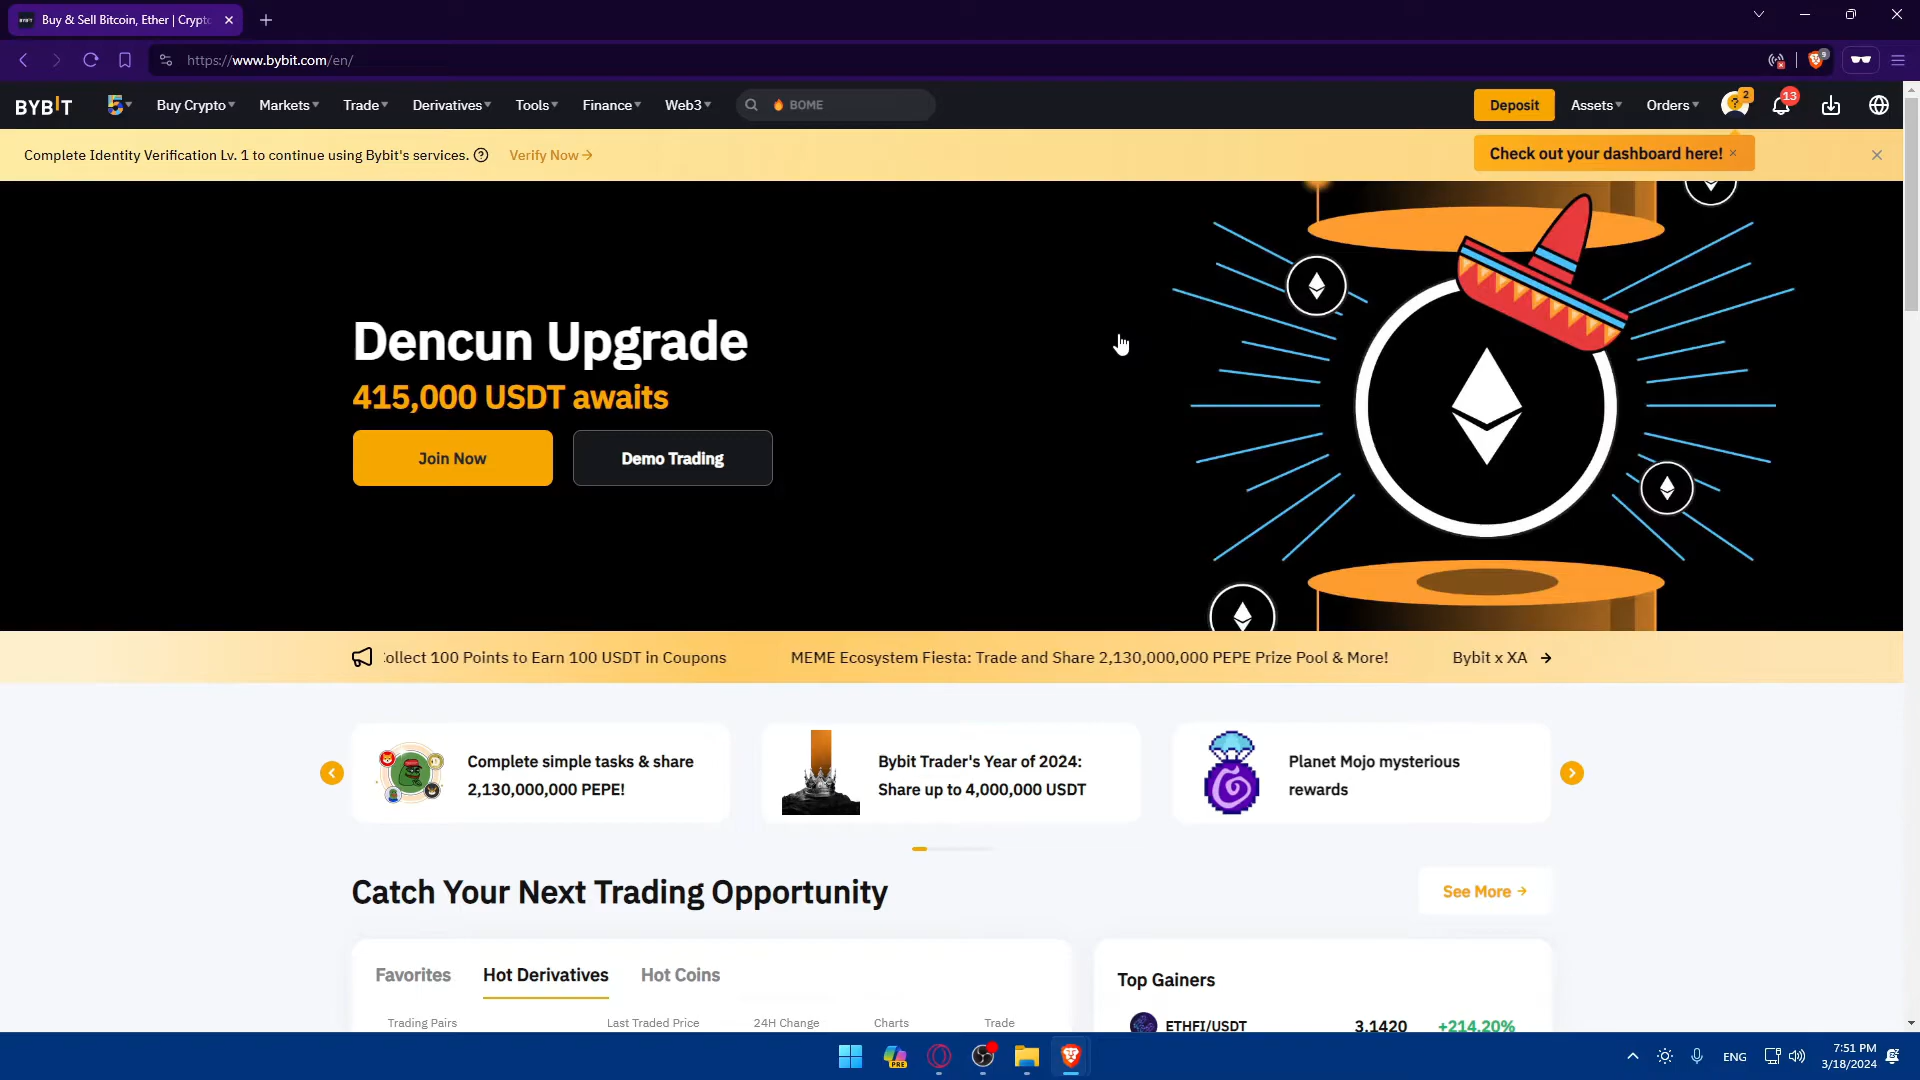 Buy & Sell Bitcoin, Ether | Crypto
https://www.bybit.com/en/
9
BYBIT
5
Buy Crypto
Markets
Trade
Derivatives
Tools
Finance
Web3
BOME
Deposit
Assets
Orders
2
13
Complete Identity Verification Lv. 1 to continue using Bybit's services.
Verify Now
Check out your dashboard here!
Dencun Upgrade
415,000 USDT awaits
Join Now
Demo Trading
ollect 100 Points to Earn 100 USDT in Coupons
MEME Ecosystem Fiesta: Trade and Share 2,130,000,000 PEPE Prize Pool & More!
Bybit x XA
Complete simple tasks & share
2,130,000,000 PEPE!
Bybit Trader's Year of 2024:
Share up to 4,000,000 USDT
Planet Mojo mysterious
rewards
Catch Your Next Trading Opportunity
See More
Favorites
Hot Derivatives
Hot Coins
Top Gainers
Trading Pairs
Last Traded Price
24H Change
Charts
Trade
ETHFI/USDT
3.1420
+214.20%
PRE
ENG
7:51 PM
3/18/2024